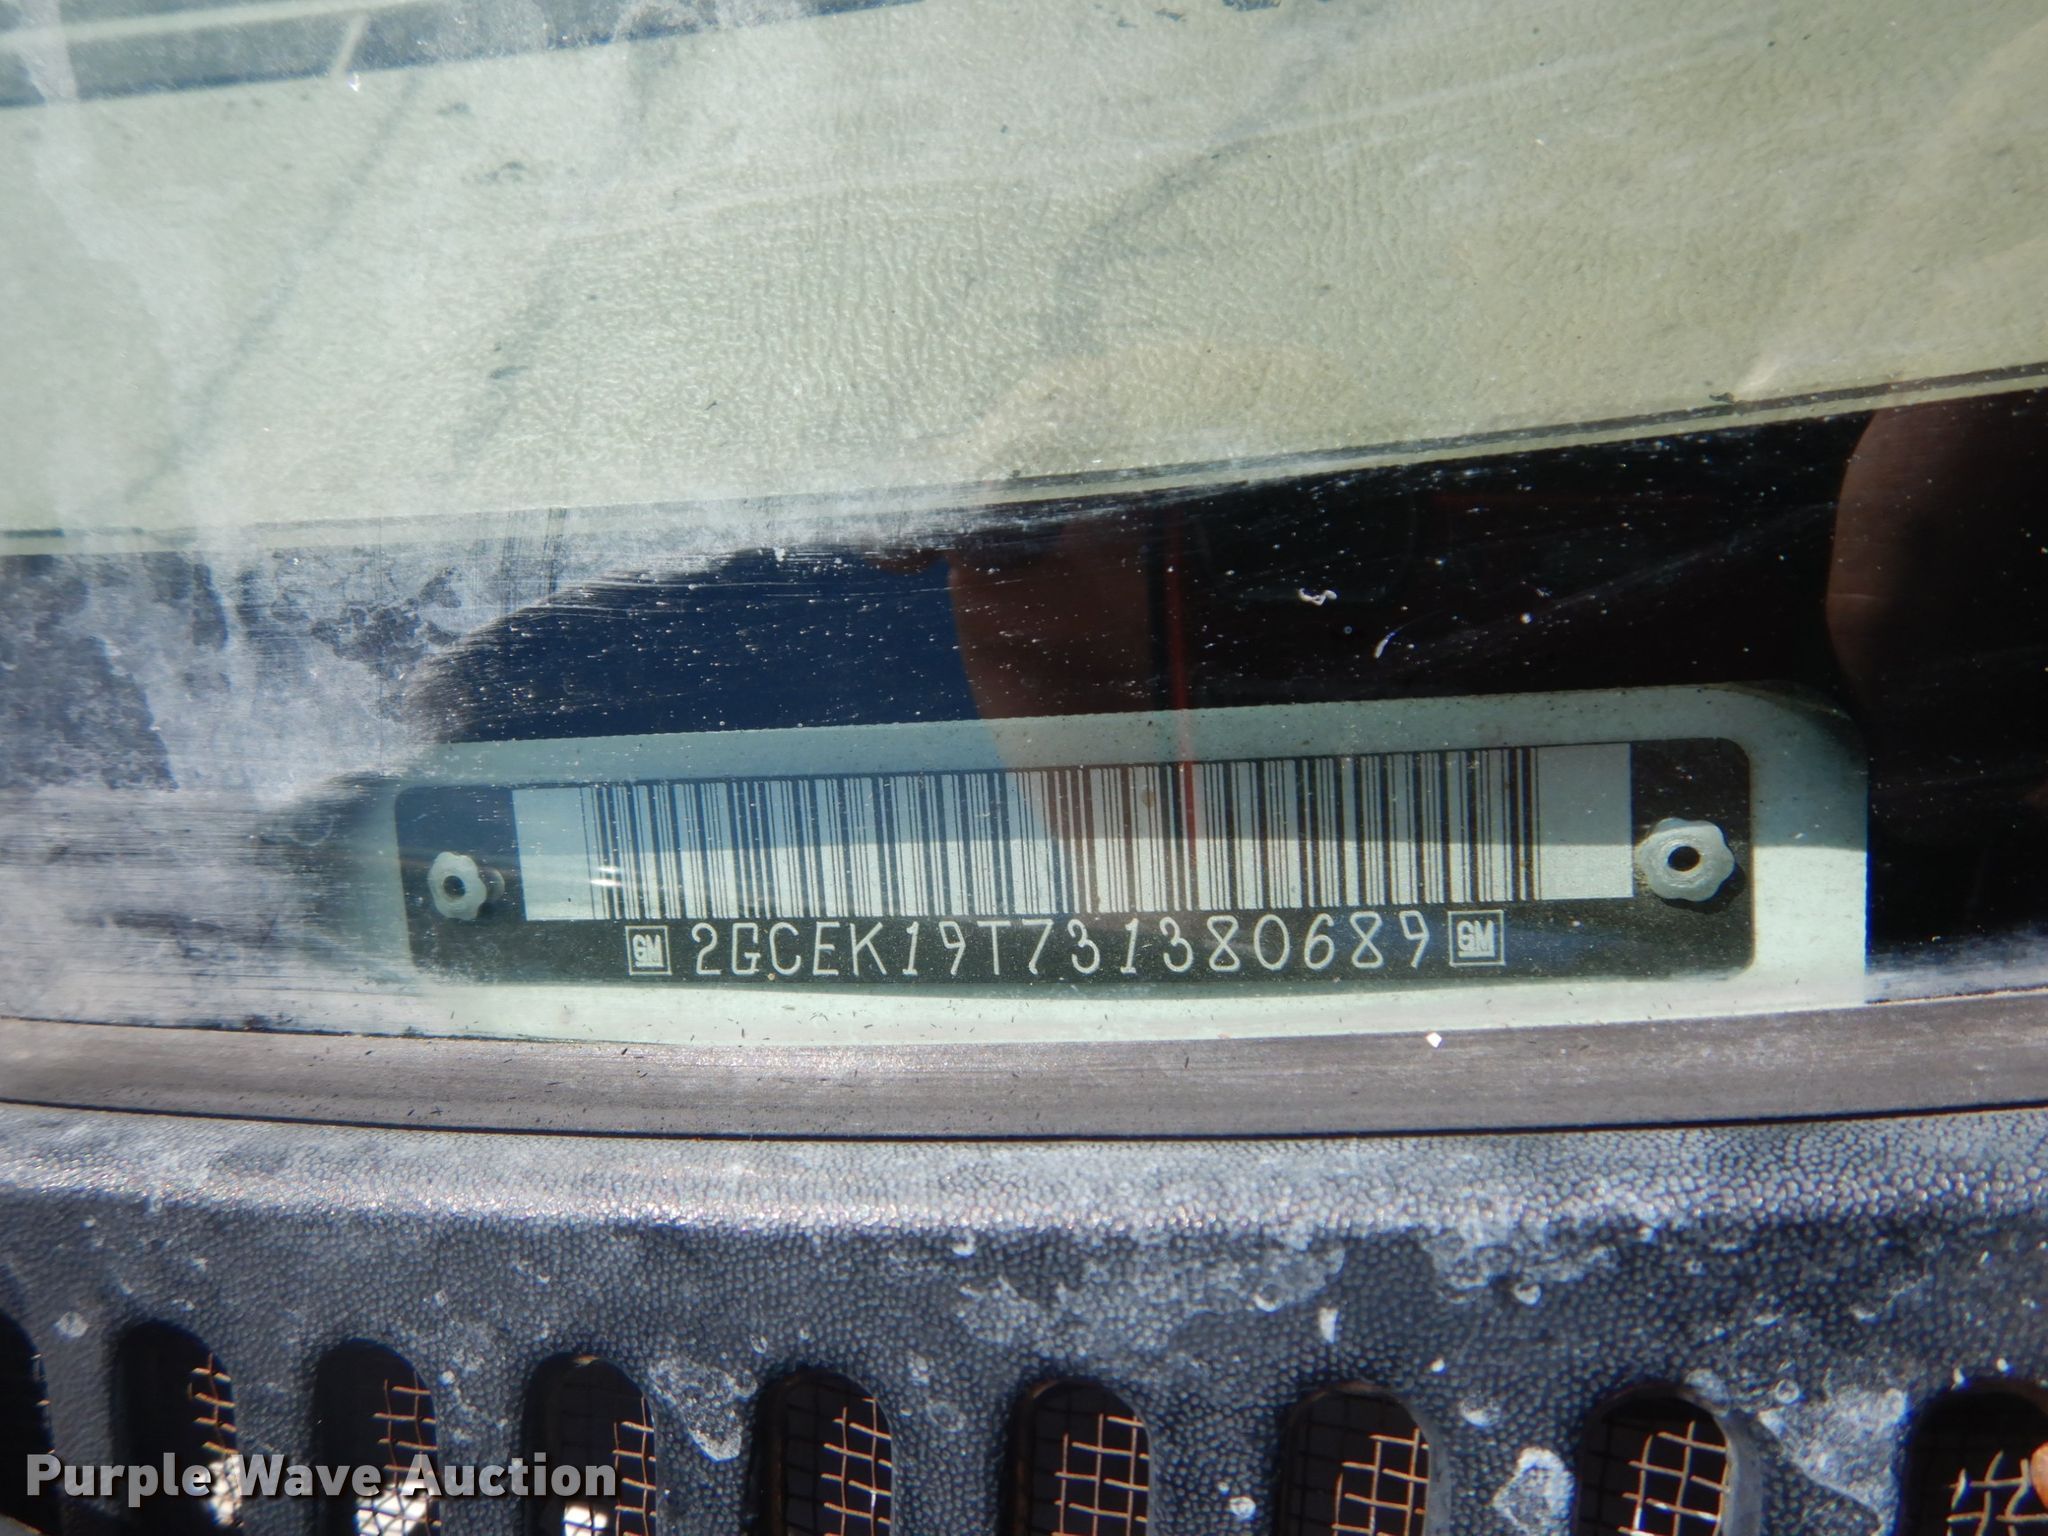 GM 2GCEK19T731380689 GM
Purple Wave Auction